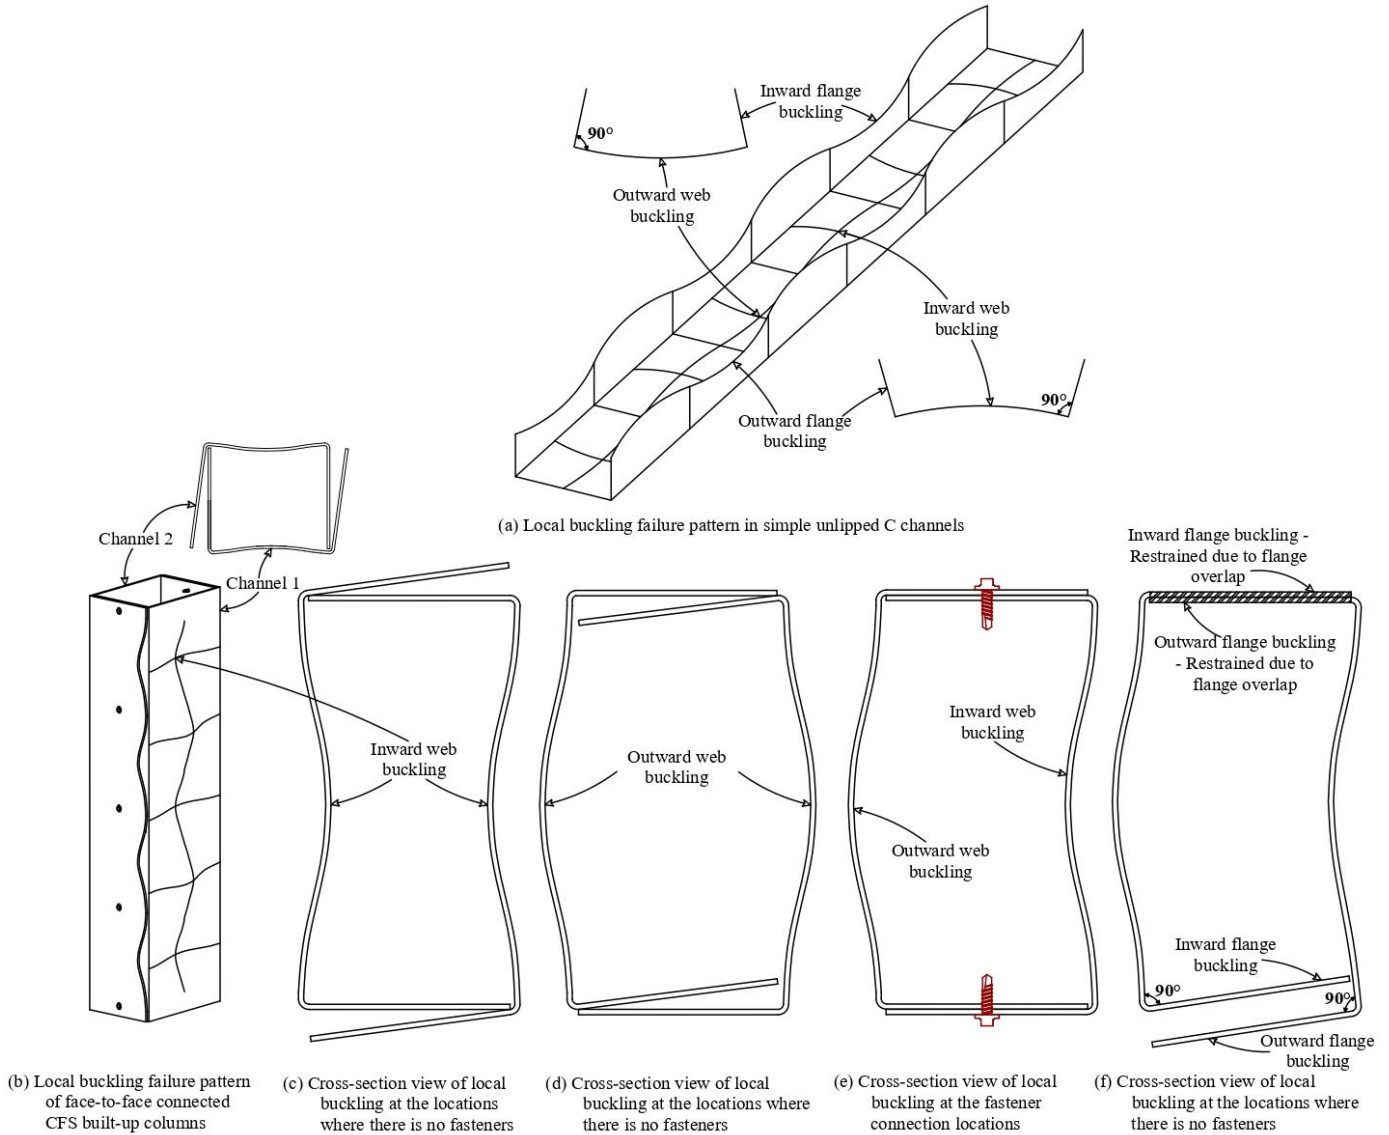 Inward flange
buckling
90°
Outward web
buckling
Inward web
buckling
90°
Outward flange
buckling
(a) Local buckling failure pattern in simple unlipped C channels
Channel 2
Channel 1
Inward web
buckling
Outward web
buckling
Inward web
buckling
Outward web
buckling
Inward flange buckling -
Restrained due to flange
overlap
Outward flange buckling
- Restrained due to
flange overlap
Inward flange
buckling
90°
90°
Outward flange
buckling
(b) Local buckling failure pattern
of face-to-face connected
CFS built-up columns
(c) Cross-section view of local
buckling at the locations
where there is no fasteners
(d) Cross-section view of local
buckling at the locations where
there is no fasteners
(e) Cross-section view of local
buckling at the fastener
connection locations
(f) Cross-section view of local
buckling at the locations where
there is no fasteners